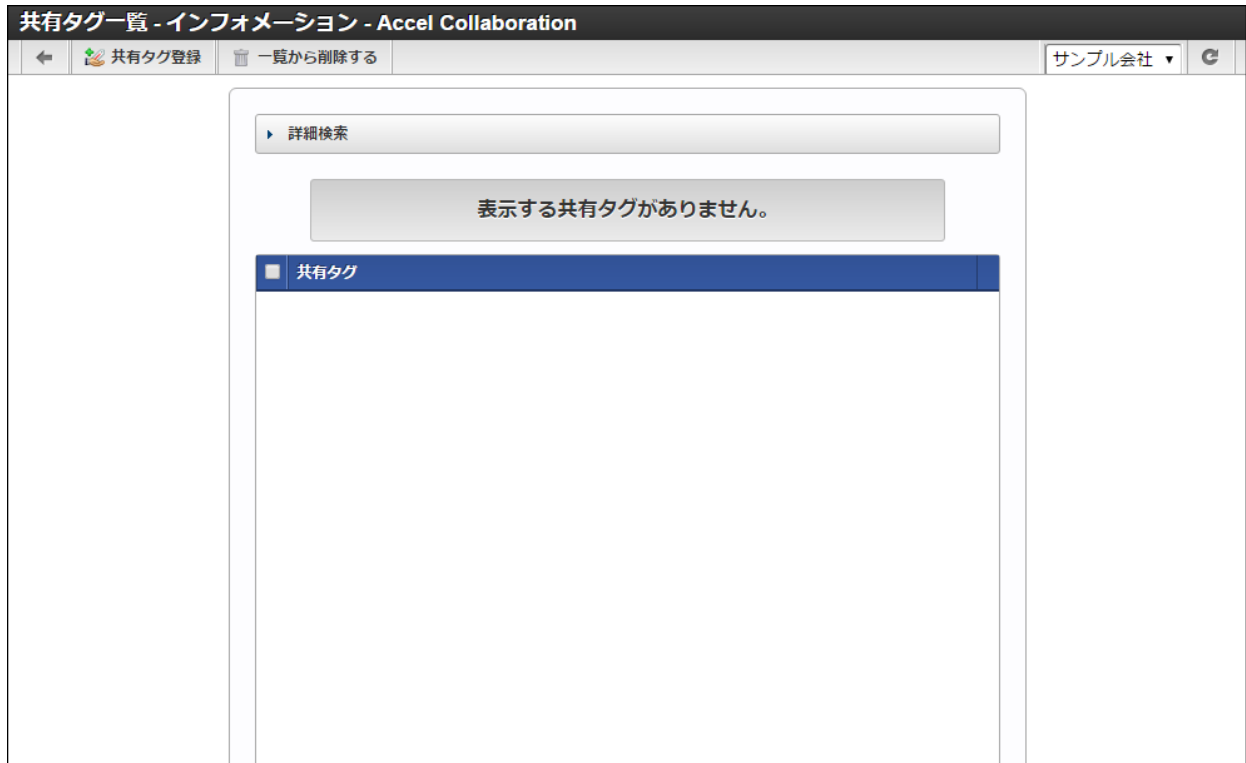 共有タグ一覧 - インフォメーション - Accel Collaboration
共有タグ登録 一覧から削除する サンプル会社
詳細検索
表示する共有タグがありません。
共有タグ